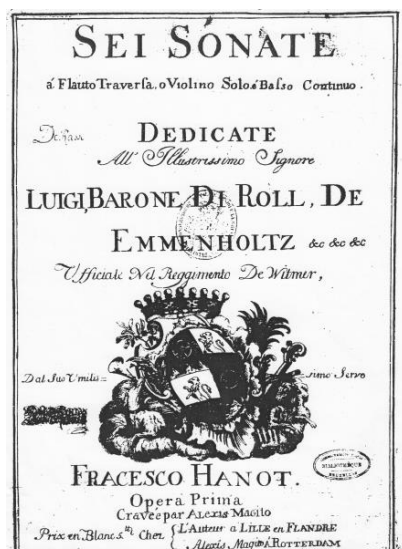 SEI SONATE
á Flauto Traversa, o Violino Solo é Basso Continuo.
DEDICATE
All' Illustrissimo Signore
LUIGI, BARONE DI ROLL, DE
EMMENHOLTZ &c &c &c
Ufficiale Nel Reggimento De Witmer,
Dal Suo Umilis= simo Servo
FRACESCO HANOT.
Opera Prima
Craveé par Alexis Magito
Prix en Blanc Chez L'Auteur a LILLE en FLANDRE
Alexis Magito á ROTTERDAM
BIBLIOTHÈQUE